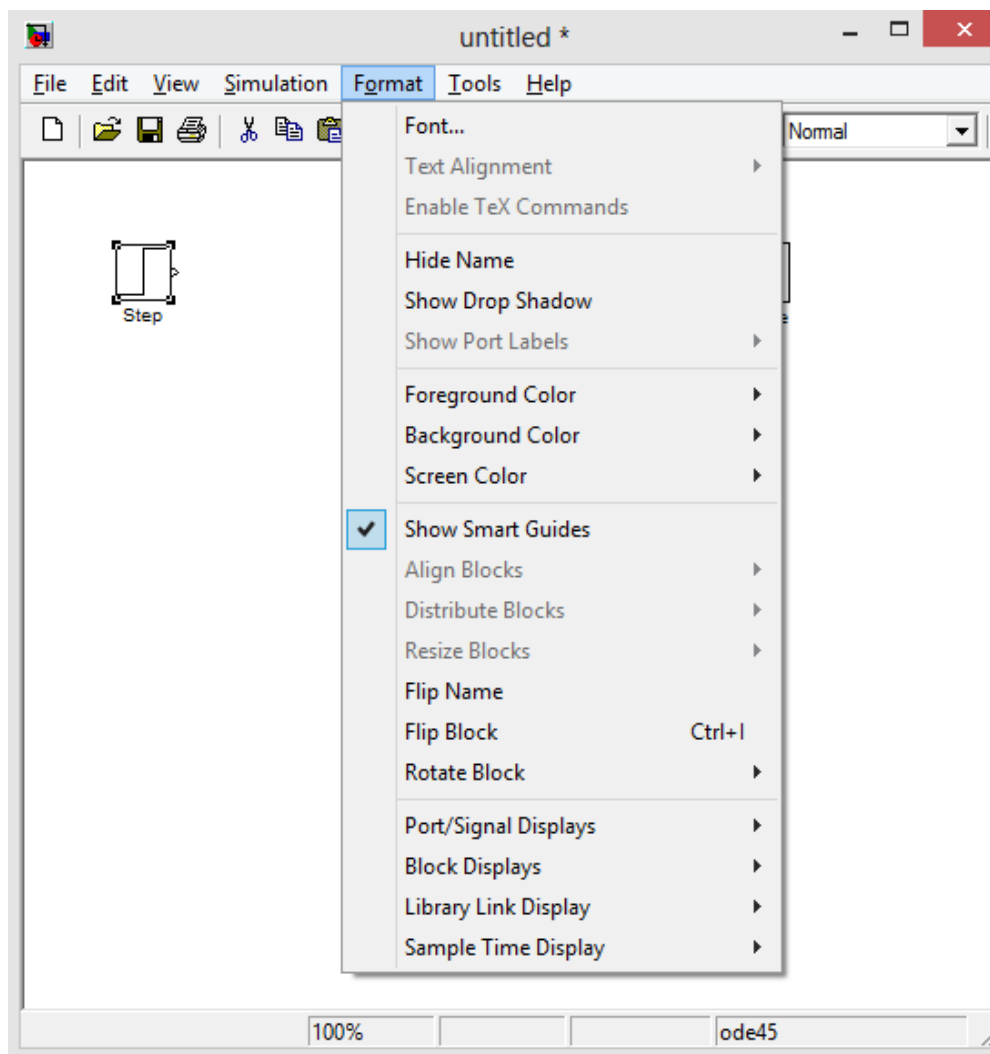 untitled *
File Edit View Simulation Format Tools Help
Normal
Font...
Text Alignment
Enable TeX Commands
Hide Name
Show Drop Shadow
Show Port Labels
Foreground Color
Background Color
Screen Color
Show Smart Guides
Align Blocks
Distribute Blocks
Resize Blocks
Flip Name
Flip Block Ctrl+I
Rotate Block
Port/Signal Displays
Block Displays
Library Link Display
Sample Time Display
Step
100% ode45